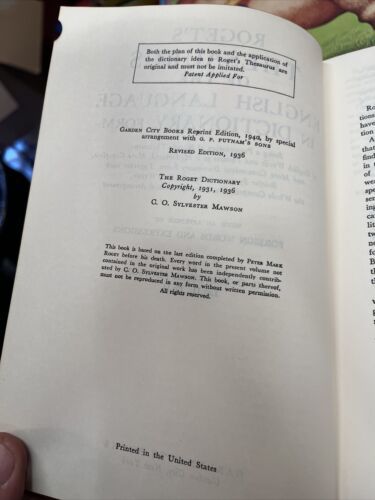 Both the plan of this book and the application of
the dictionary idea to Roget's Thesaurus are
original and must not be imitated.
Patent Applied For
GARDEN CITY BOOKS Reprint Edition, 1940, by special
arrangement with G. P. PUTNAM'S SONS
REVISED EDITION, 1936
THE ROGET DICTIONARY
Copyright, 1931, 1936
by
C. O. SYLVESTER MAWSON
This book is based on the last edition completed by PETER MARK
ROGET before his death. Every word in the present volume not
contained in the original work has been independently contrib-
uted by C. O. SYLVESTER MAWSON. This book, or parts thereof,
must not be reproduced in any form without written permission.
All rights reserved.
Printed in the United States